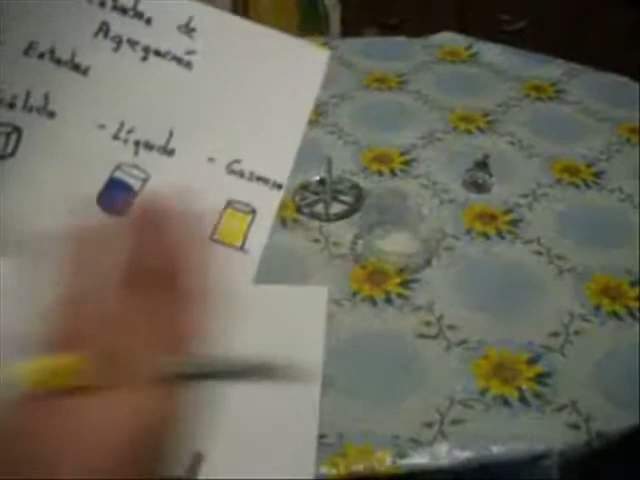 Estados de
Agregación
- Estados
Sólido - Líquido - Gaseoso